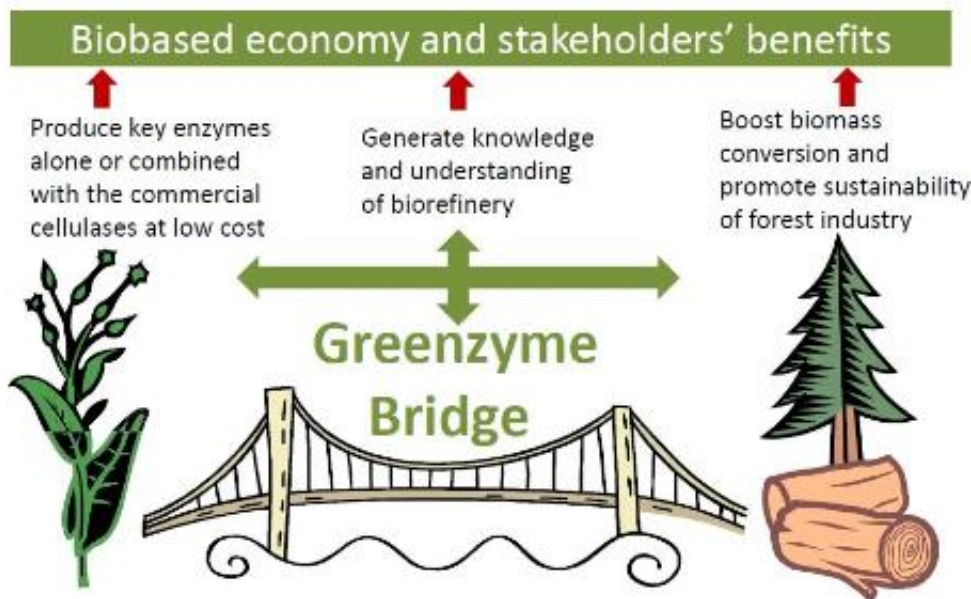 Biobased economy and stakeholders' benefits
Produce key enzymes
alone or combined
with the commercial
cellulases at low cost
Generate knowledge
and understanding
of biorefinery
Boost biomass
conversion and
promote sustainability
of forest industry
Greenzyme
Bridge